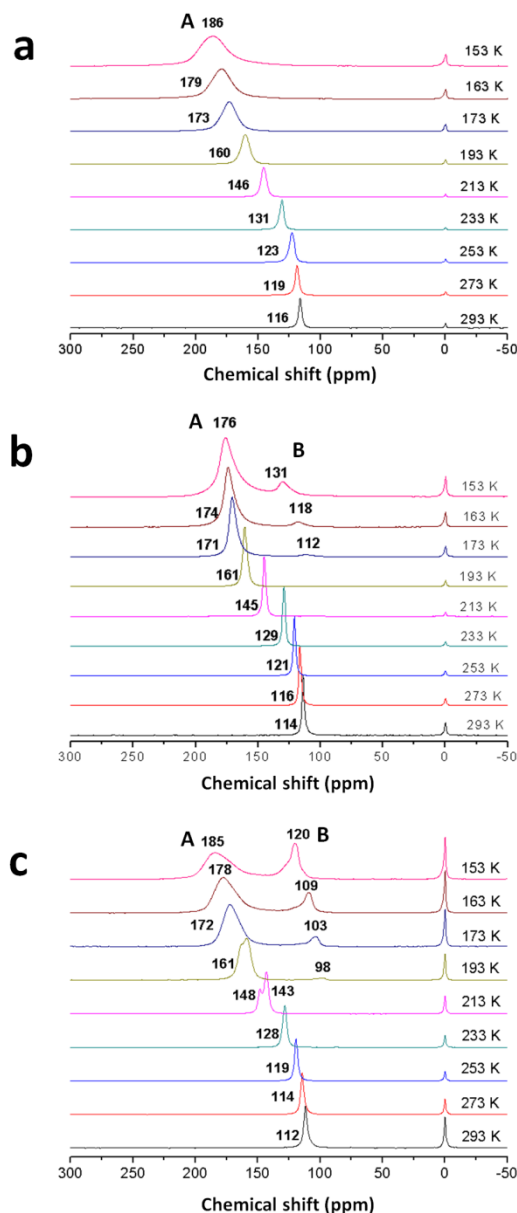 a
A 186
153 K
179
163 K
173
173 K
160
193 K
146
213 K
131
233 K
123
253 K
119
273 K
116
293 K
300 250 200 150 100 50 0 -50
Chemical shift (ppm)
b
A 176
B
131
153 K
174
118
163 K
171
112
173 K
161
193 K
145
213 K
129
233 K
121
253 K
116
273 K
114
293 K
300 250 200 150 100 50 0 -50
Chemical shift (ppm)
c
A 185
120 B
153 K
178
109
163 K
172
103
173 K
161
98
193 K
148 143
213 K
128
233 K
119
253 K
114
273 K
112
293 K
300 250 200 150 100 50 0 -50
Chemical shift (ppm)